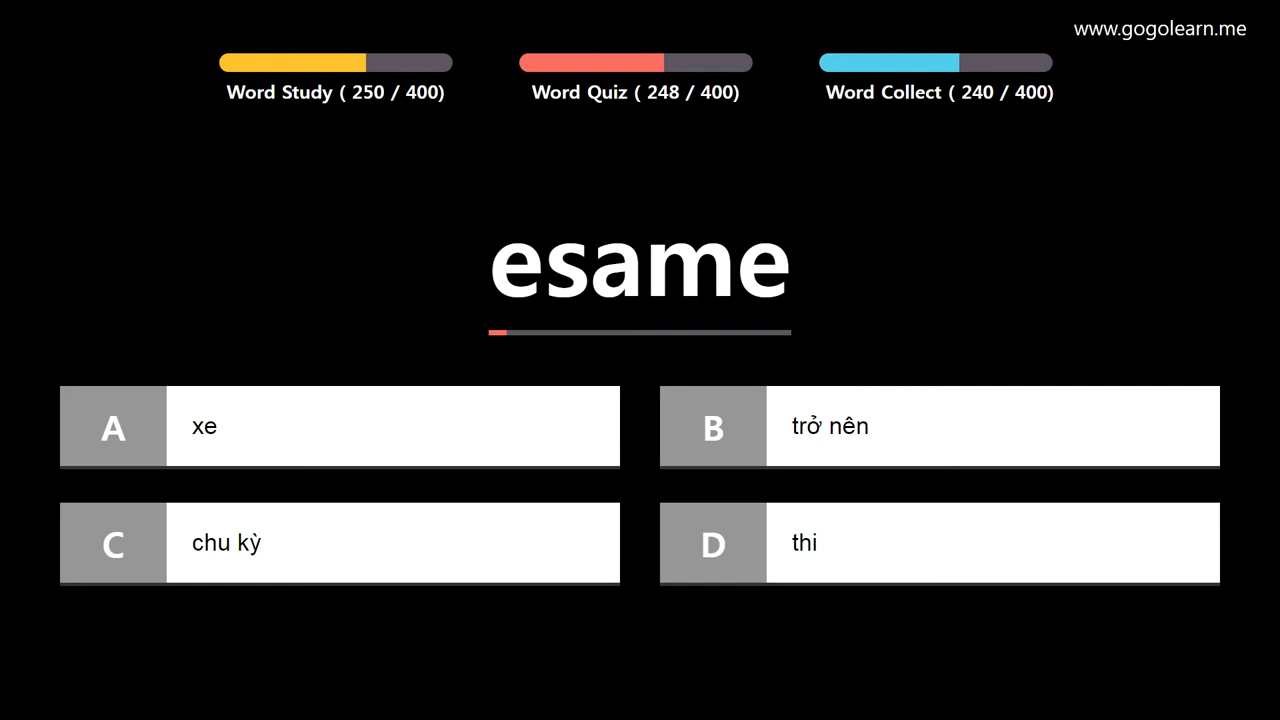 www.gogolearn.me
Word Study ( 250 / 400)
Word Quiz ( 248 / 400)
Word Collect ( 240 / 400)
esame
A
xe
B
trở nên
C
chu kỳ
D
thi